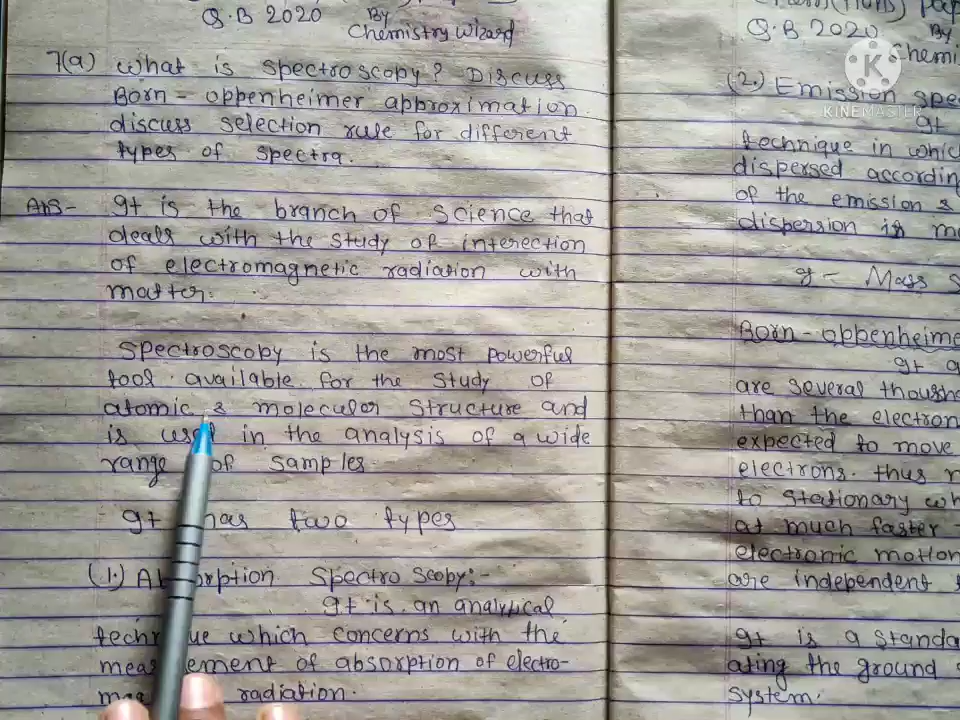 Q.B 2020 By
Chemistry Wizard
7(a) What is spectroscopy? Discuss
Born - oppenheimer approximation.
discuss selection rule for different
types of spectra.
Ans- It is the branch of science that
deals with the study of interection
of electromagnetic radiation with
matter.
Spectroscopy is the most powerful
tool available for the study of
atomic & molecular structure and
is used in the analysis of a wide
range of samples
It has two types
(1.) Absorption Spectroscopy:-
It is an analytical
technique which concerns with the
measurement of absorption of electro-
radiation.
Q.B 2020 By
Chemi
KINEMASTER
(2.) Emission spe
It
technique in which
dispersed accordin
of the emission &
dispersion is m
Mass S
Born - oppenheime
It
are several
than the electron
expected to move
electrons. thus
to stationary wh
at much faster
electronic motion
are independent
It is a standa
ating the ground
system.